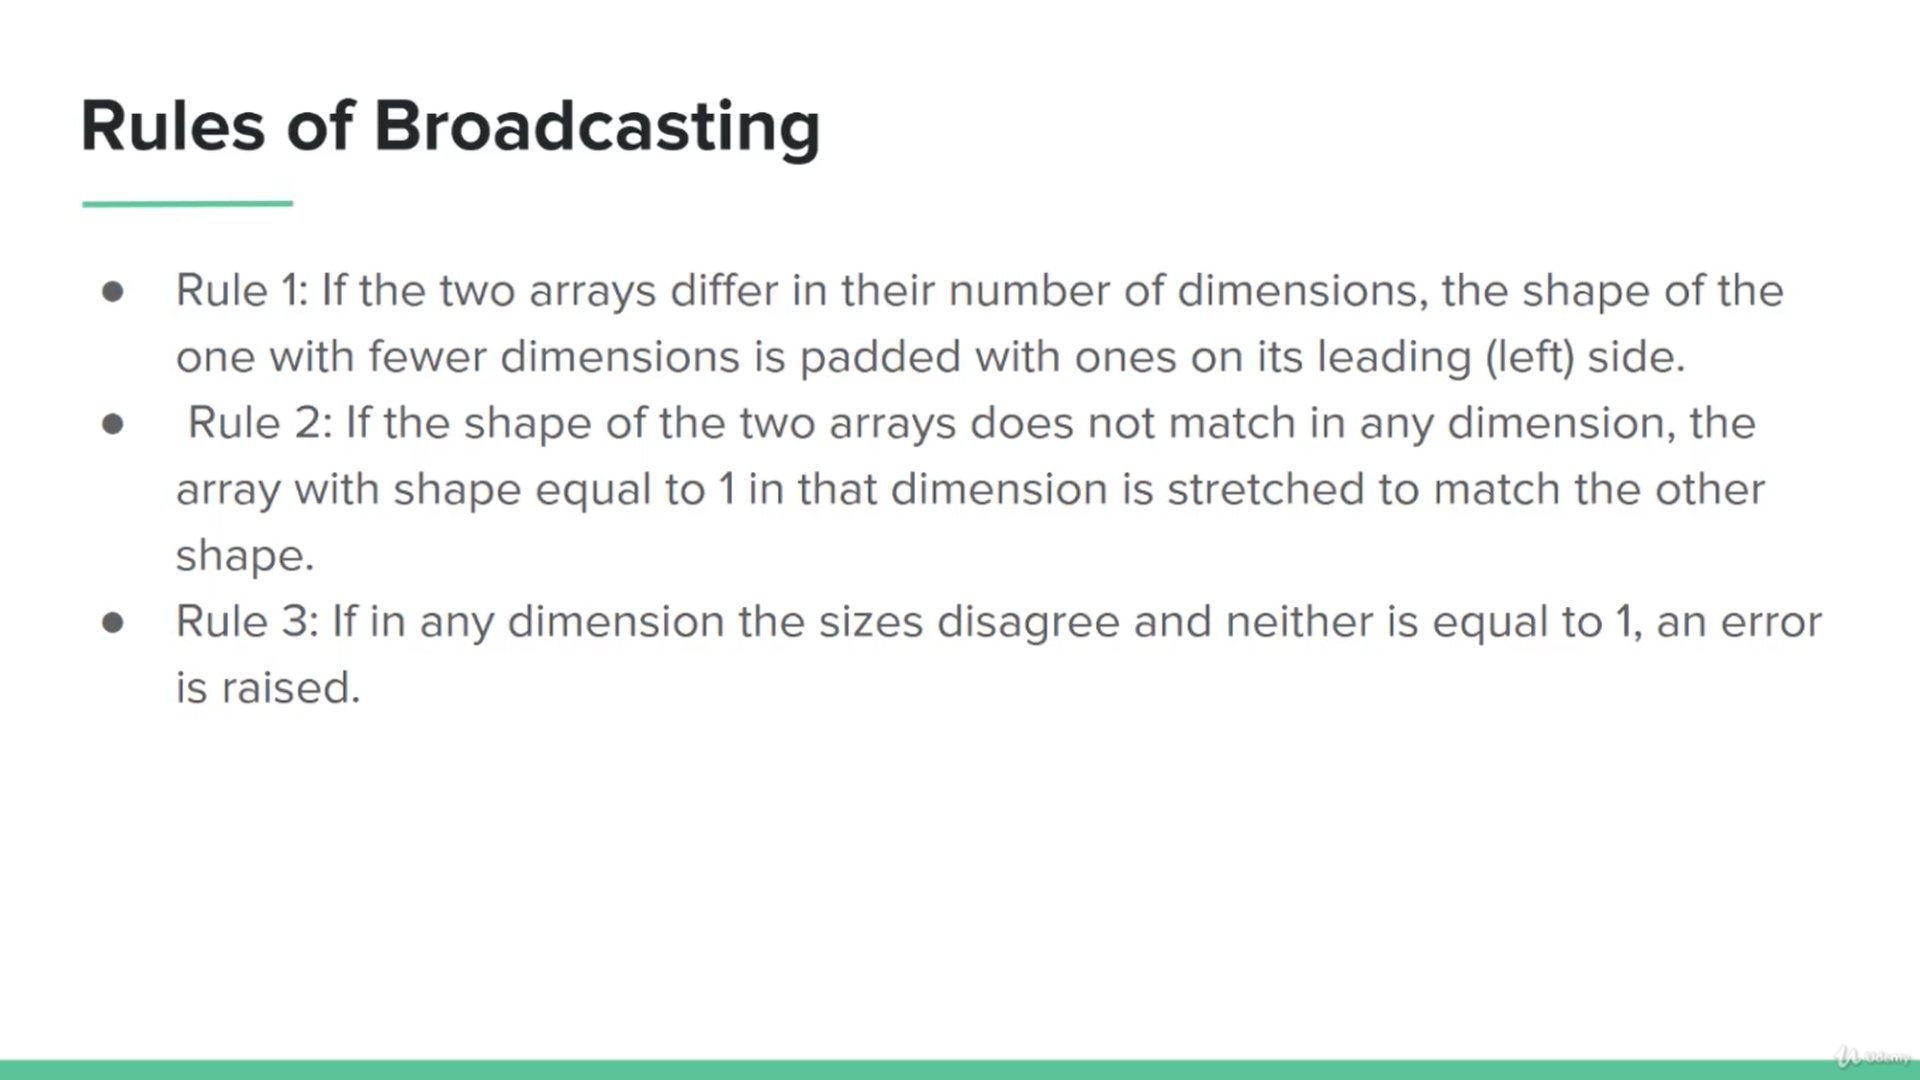 Rules of Broadcasting
● Rule 1: If the two arrays differ in their number of dimensions, the shape of the
one with fewer dimensions is padded with ones on its leading (left) side.
● Rule 2: If the shape of the two arrays does not match in any dimension, the
array with shape equal to 1 in that dimension is stretched to match the other
shape.
● Rule 3: If in any dimension the sizes disagree and neither is equal to 1, an error
is raised.
Udemy